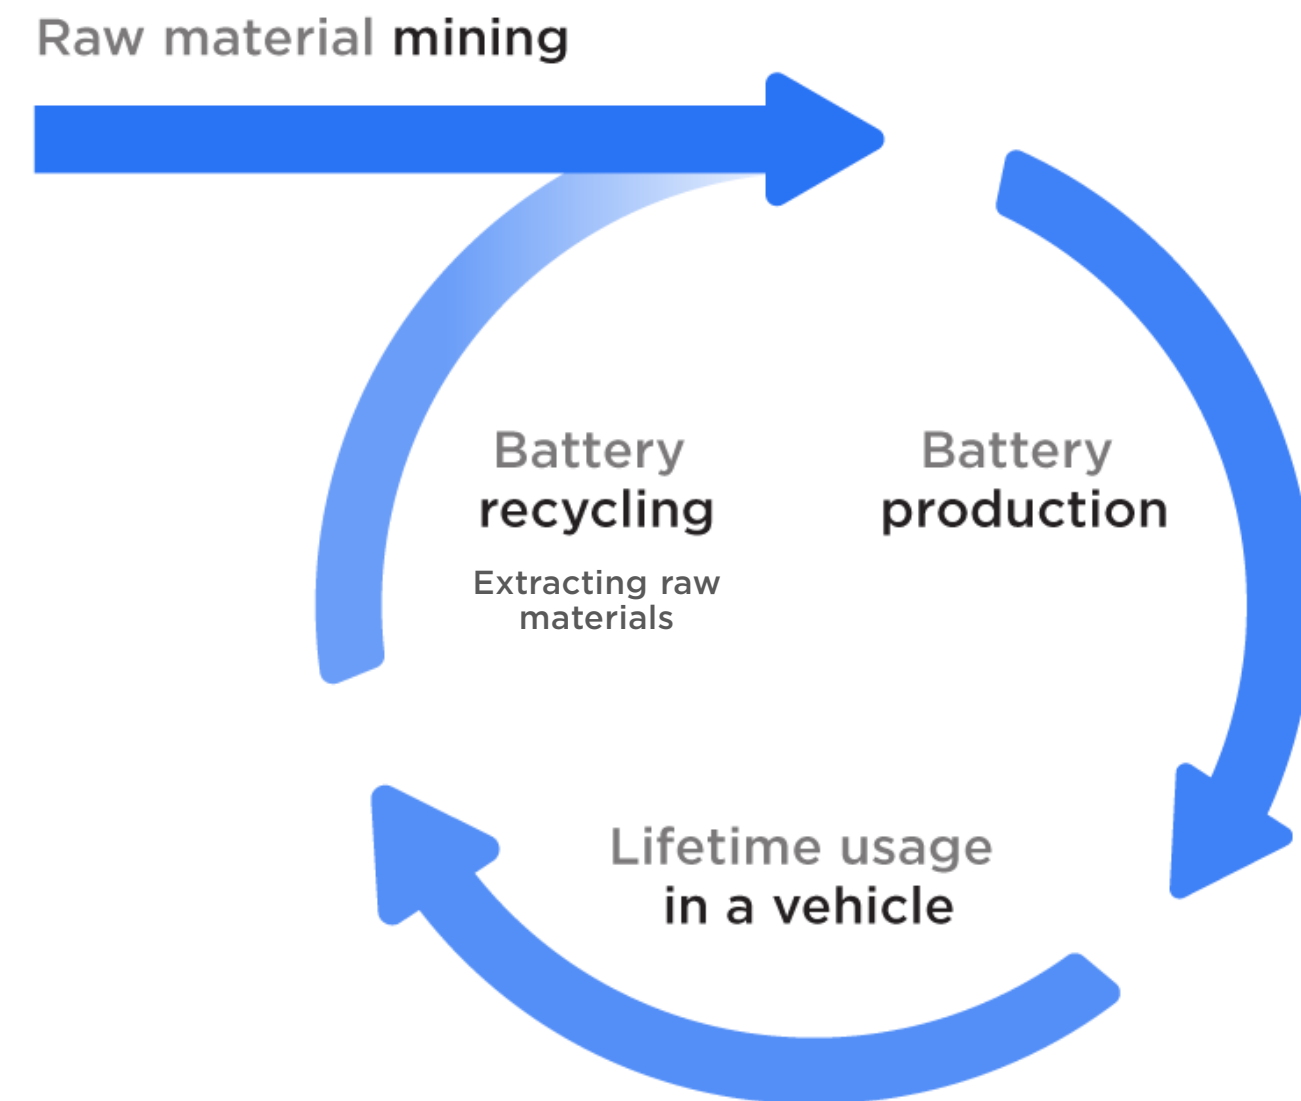 Raw material mining
Battery
recycling
Extracting raw
materials
Battery
production
Lifetime usage
in a vehicle